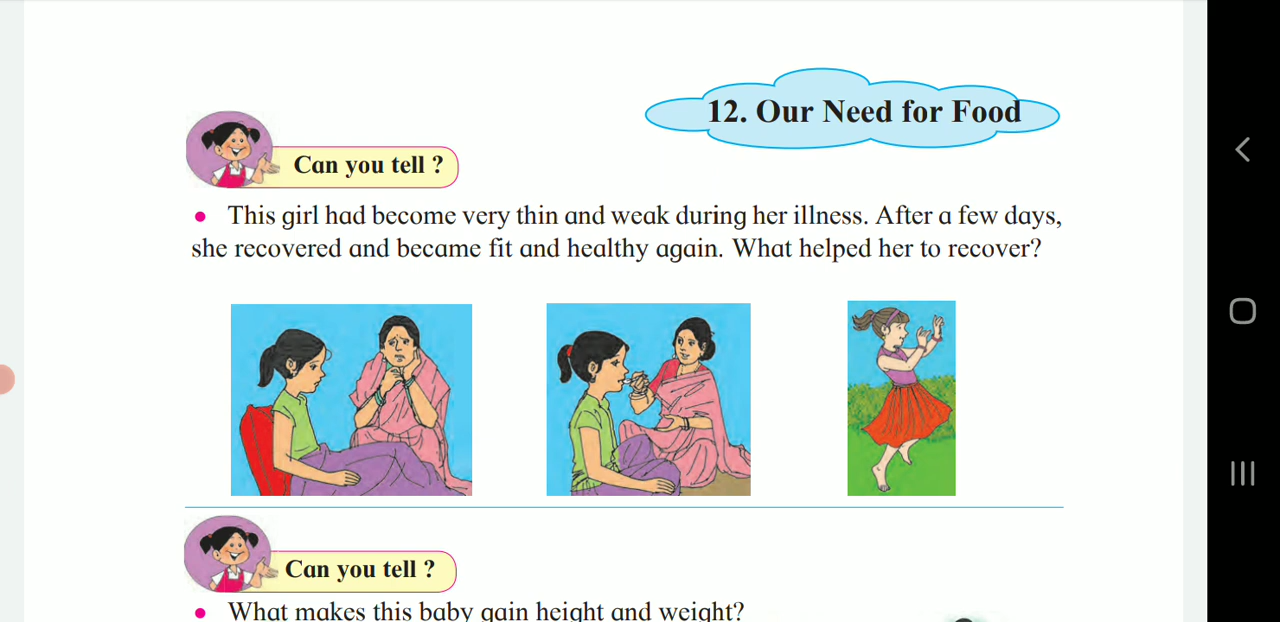 12. Our Need for Food
Can you tell ?
• This girl had become very thin and weak during her illness. After a few days,
she recovered and became fit and healthy again. What helped her to recover?
Can you tell ?
• What makes this baby gain height and weight?